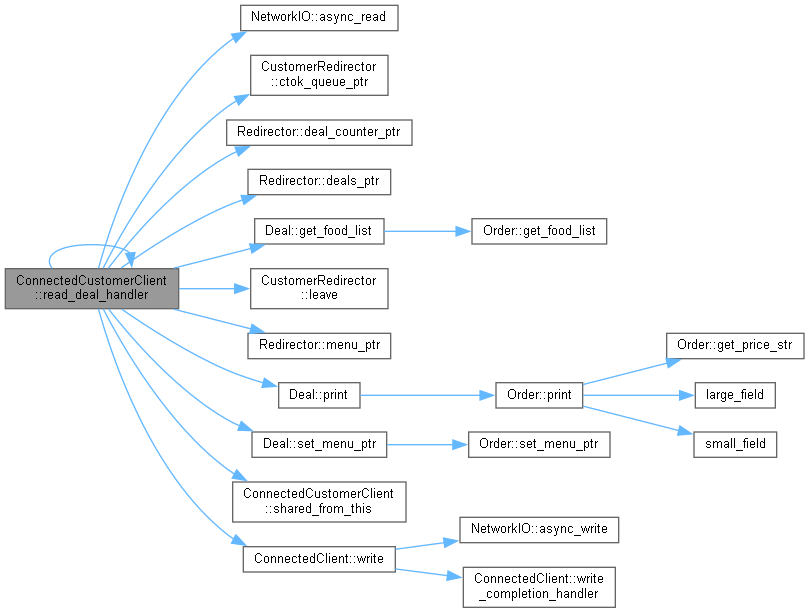 NetworkIO::async_read
CustomerRedirector
::ctok_queue_ptr
Redirector::deal_counter_ptr
Redirector::deals_ptr
Deal::get_food_list
Order::get_food_list
ConnectedCustomerClient
::read_deal_handler
CustomerRedirector
::leave
Redirector::menu_ptr
Order::get_price_str
Deal::print
Order::print
large_field
Deal::set_menu_ptr
Order::set_menu_ptr
small_field
ConnectedCustomerClient
::shared_from_this
NetworkIO::async_write
ConnectedClient::write
ConnectedClient::write
_completion_handler